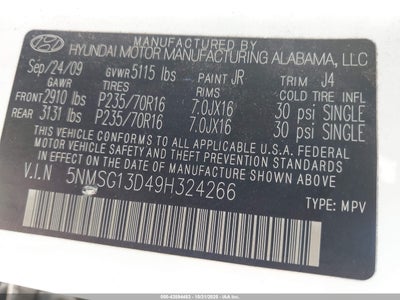 MANUFACTURED BY
HYUNDAI MOTOR MANUFACTURING ALABAMA, LLC
Sep/24/09 GVWR 5115 lbs PAINT JR TRIM J4
GAWR TIRES RIMS COLD TIRE INFL
FRONT 2910 lbs P235/70R16 7.0JX16 30 psi SINGLE
REAR 3131 lbs P235/70R16 7.0JX16 30 psi SINGLE
THIS VEHICLE CONFORMS TO ALL APPLICABLE U.S.A FEDERAL
MOTOR VEHICLE SAFETY, BUMPER, AND THEFT PREVENTION STANDARDS
IN EFFECT ON THE DATE OF MANUFACTURE SHOWN ABOVE.
V.I.N 5NMSG13D49H324266
TYPE: MPV